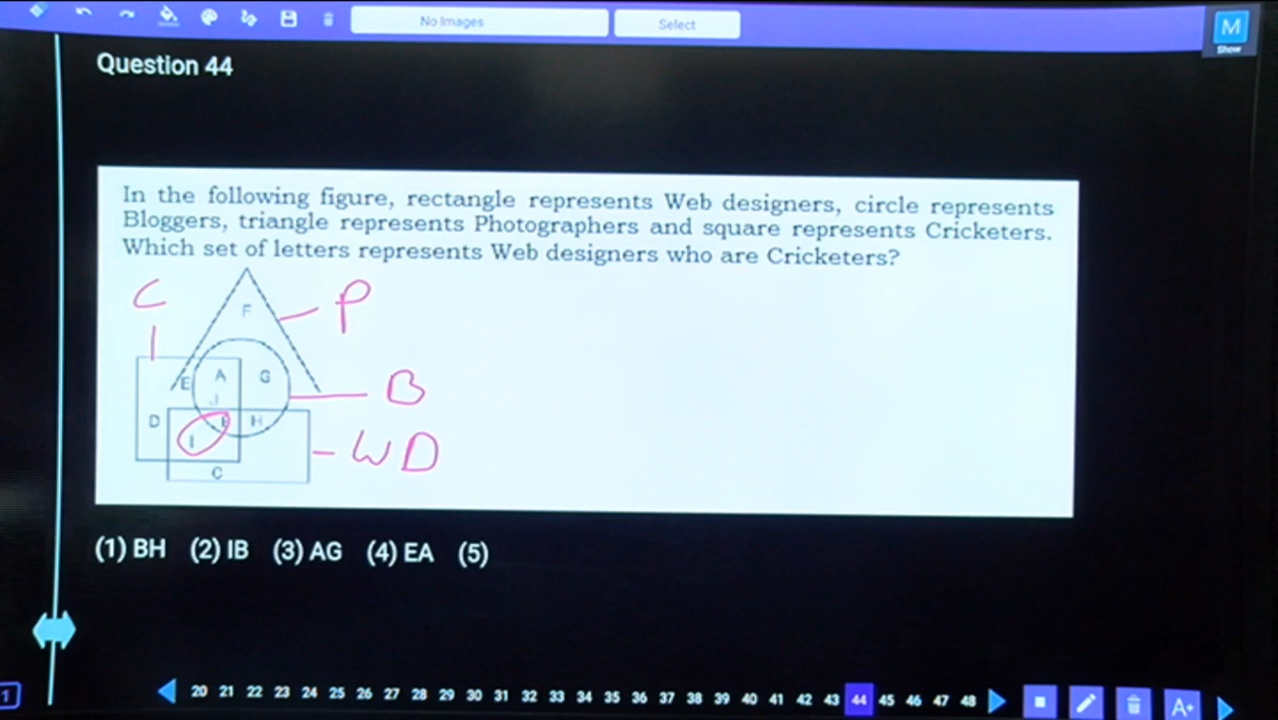 No Images
Select
M
Show
Question 44
In the following figure, rectangle represents Web designers, circle represents
Bloggers, triangle represents Photographers and square represents Cricketers.
Which set of letters represents Web designers who are Cricketers?
C
P
F
E
A
G
J
B
D
H
I
WD
C
(1) BH (2) IB (3) AG (4) EA (5)
1
20 21 22 23 24 25 26 27 28 29 30 31 32 33 34 35 36 37 38 39 40 41 42 43 44 45 46 47 48
A+